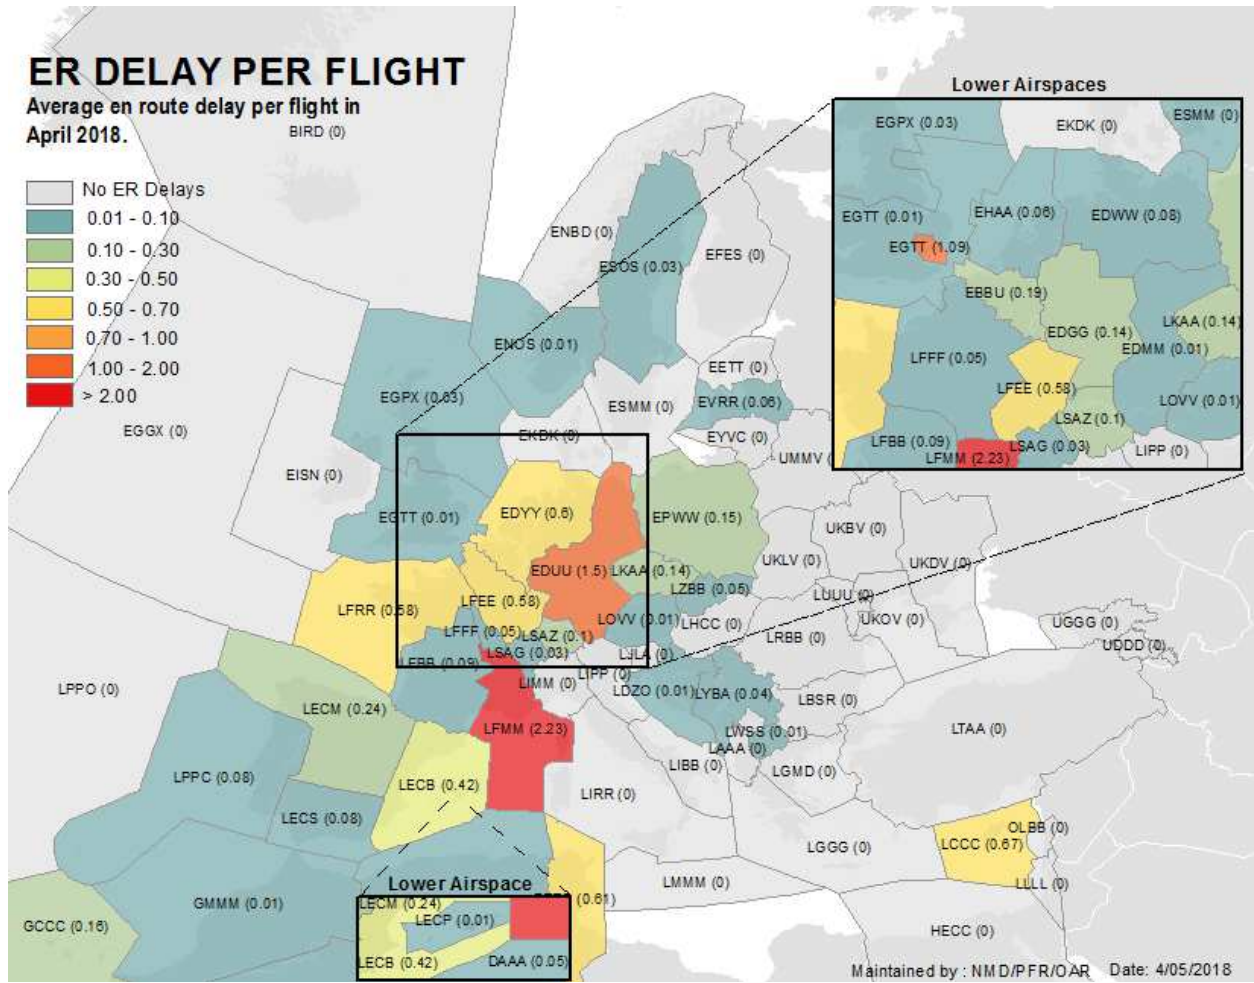 ER DELAY PER FLIGHT
Average en route delay per flight in
April 2018.
No ER Delays
0.01 - 0.10
0.10 - 0.30
0.30 - 0.50
0.50 - 0.70
0.70 - 1.00
1.00 - 2.00
> 2.00
Lower Airspaces
EGPX (0.03)
EKDK (0)
ESMM (0)
EGTT (0.01)
EHAA (0.06)
EDWW (0.08)
EGTT (1.09)
EBBU (0.19)
EDGG (0.14)
LKAA (0.14)
LFFF (0.05)
EDMM (0.01)
LFEE (0.58)
LOVV (0.01)
LSAZ (0.1)
LFBB (0.09)
LSAG (0.03)
LIPP (0)
LFMM (2.23)
BIRD (0)
ENBD (0)
ESOS (0.03)
EFES (0)
ENOS (0.01)
EETT (0)
EGPX (0.03)
ESMM (0)
EVRR (0.06)
EGGX (0)
EKDK (0)
EYVC (0)
UMMV
EISN (0)
EGTT (0.01)
EDYY (0.6)
EPWW (0.15)
UKBV (0)
UKLV (0)
UKDV (0)
EDUU (1.5)
LKAA (0.14)
LZBB (0.05)
LFRR (0.58)
LFEE (0.58)
LUUU (0)
LOVV (0.01)
LHCC (0)
UKOV (0)
UGGG (0)
LFFF (0.05)
LSAZ (0.1)
LRBB (0)
UDDD (0)
LSAG (0.03)
LJLA (0)
LFBB (0.09)
LIPP (0)
LIMM (0)
LPPO (0)
LDZO (0.01)
LYBA (0.04)
LBSR (0)
LECM (0.24)
LFMM (2.23)
LWSS (0.01)
LTAA (0)
LAAA (0)
LIBB (0)
LGMD (0)
LPPC (0.08)
LECB (0.42)
LIRR (0)
LECS (0.08)
OLBB (0)
LCCC (0.67)
LGGG (0)
LMMM (0)
LLLL (0)
Lower Airspace
0.61)
GMMM (0.01)
LECM (0.24)
LECP (0.01)
GCCC (0.16)
HECC (0)
LECB (0.42)
DAAA (0.05)
Maintained by : NMD/PFR/OAR Date: 4/05/2018